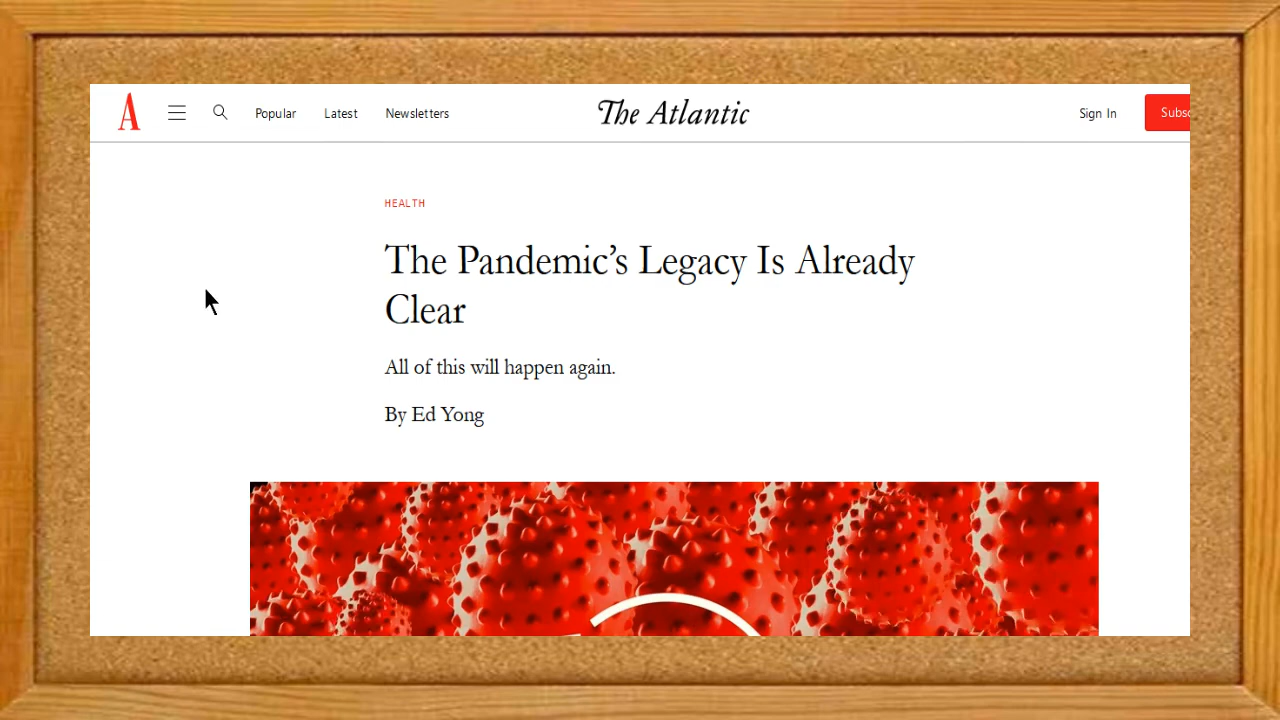 A Popular Latest Newsletters The Atlantic Sign In Subsc
HEALTH
The Pandemic’s Legacy Is Already
Clear
All of this will happen again.
By Ed Yong